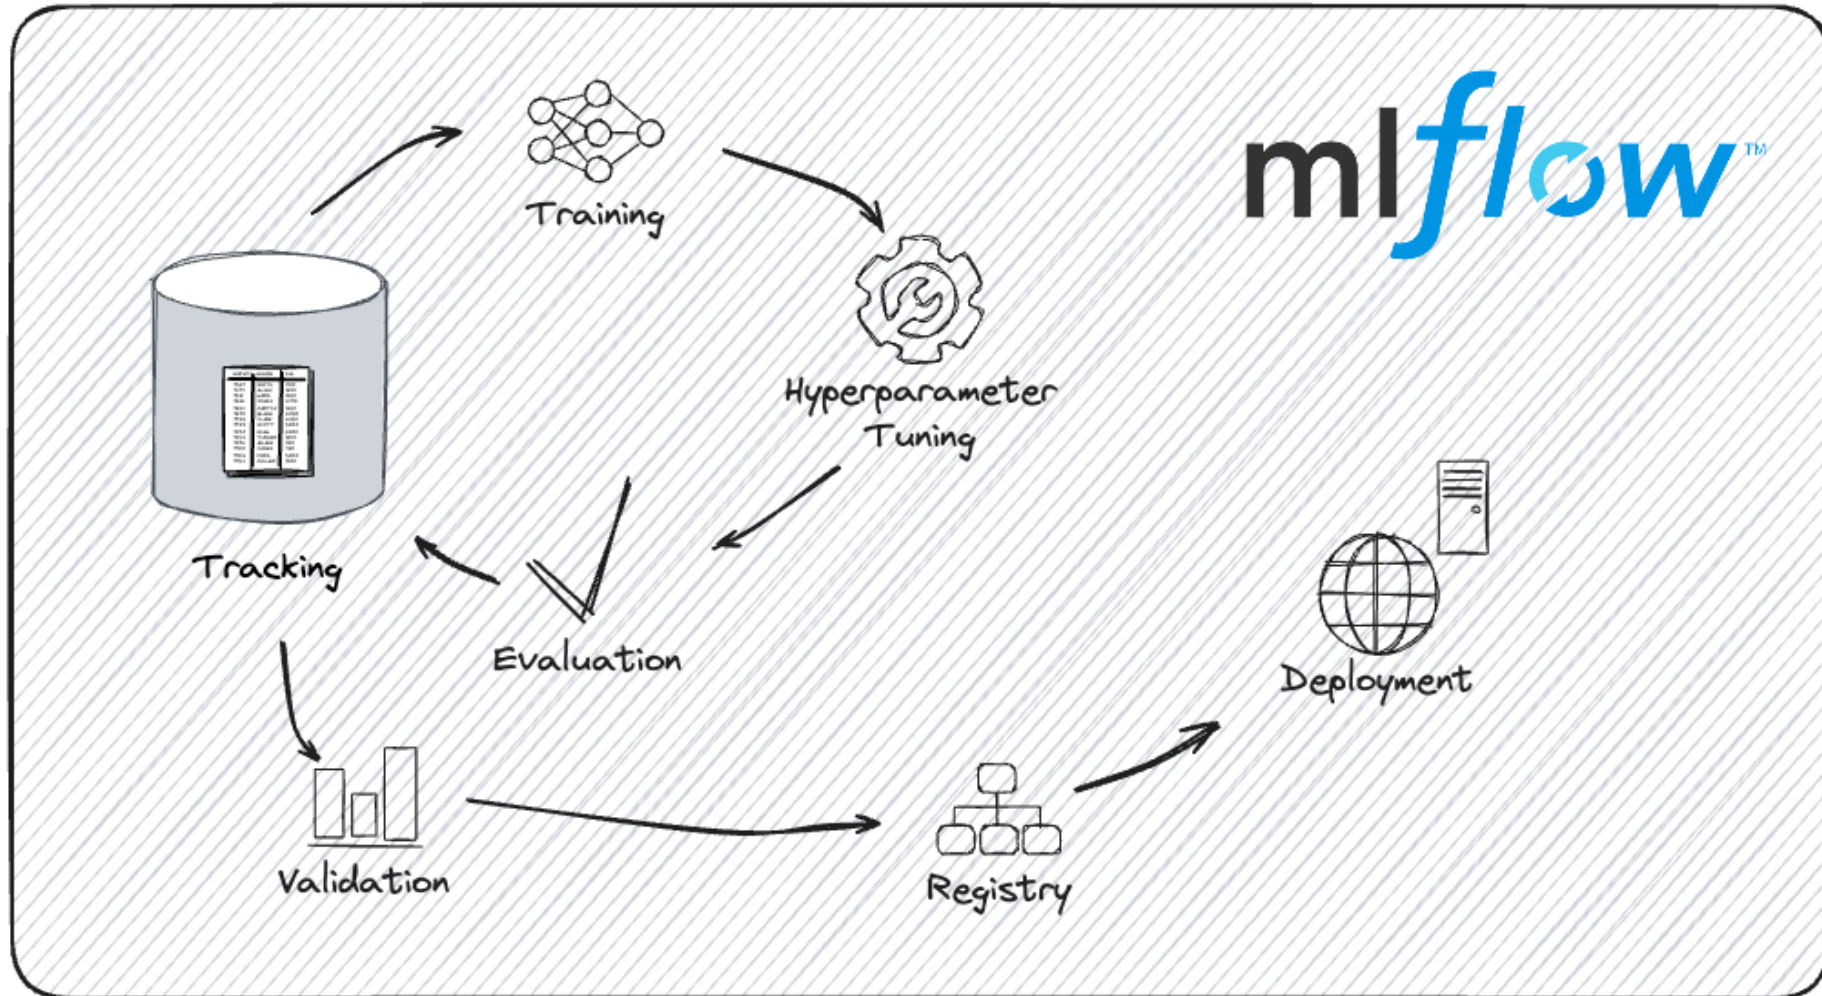 mlflow™
Training
Hyperparameter
Tuning
Tracking
Evaluation
Deployment
Validation
Registry